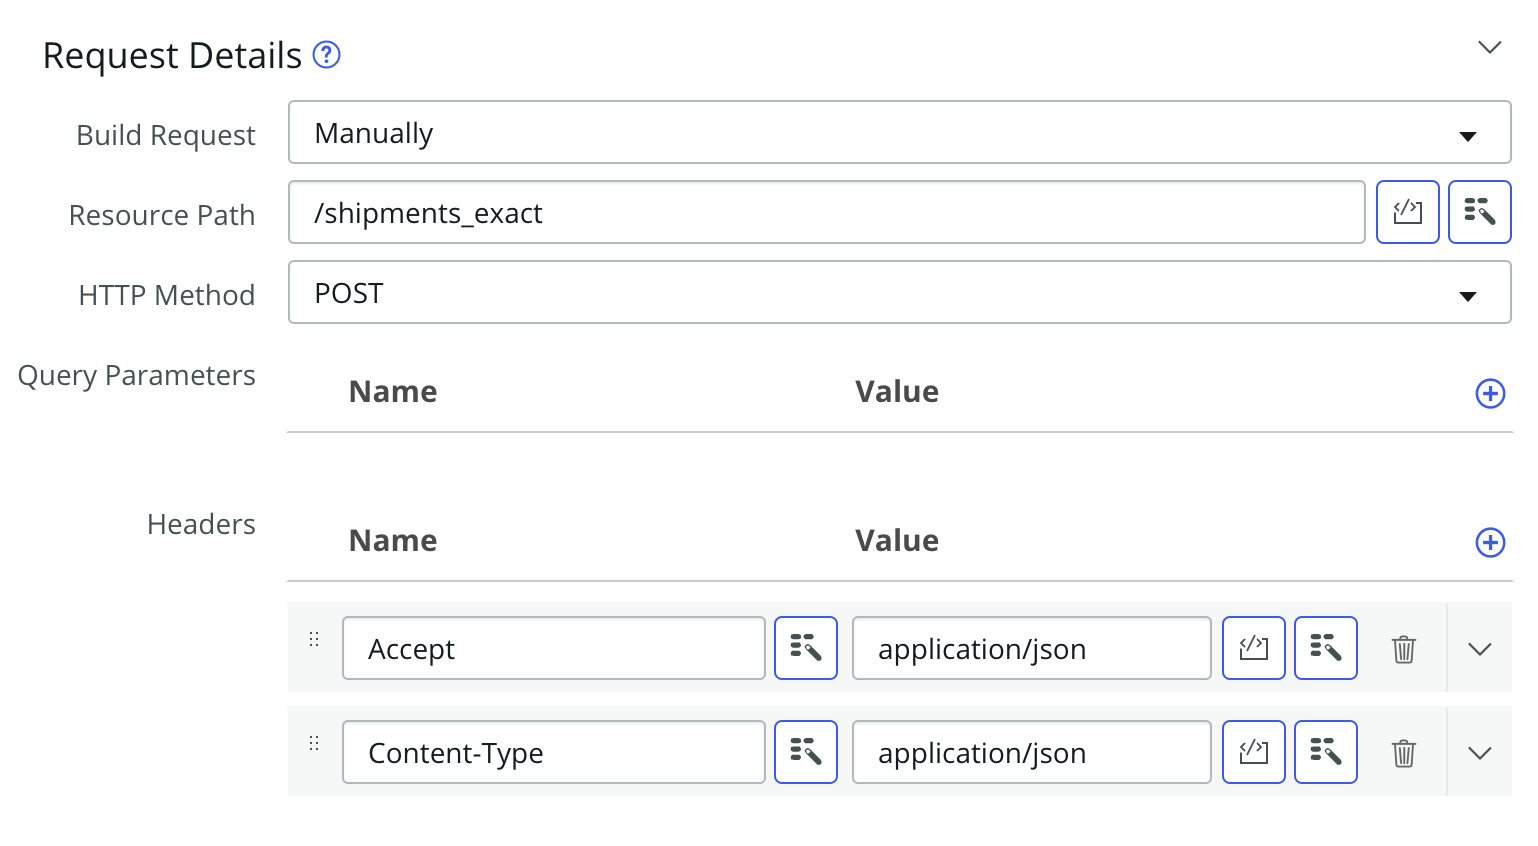 Request Details ?
Build Request Manually
Resource Path /shipments_exact
HTTP Method POST
Query Parameters Name Value
Headers Name Value
Accept application/json
Content-Type application/json